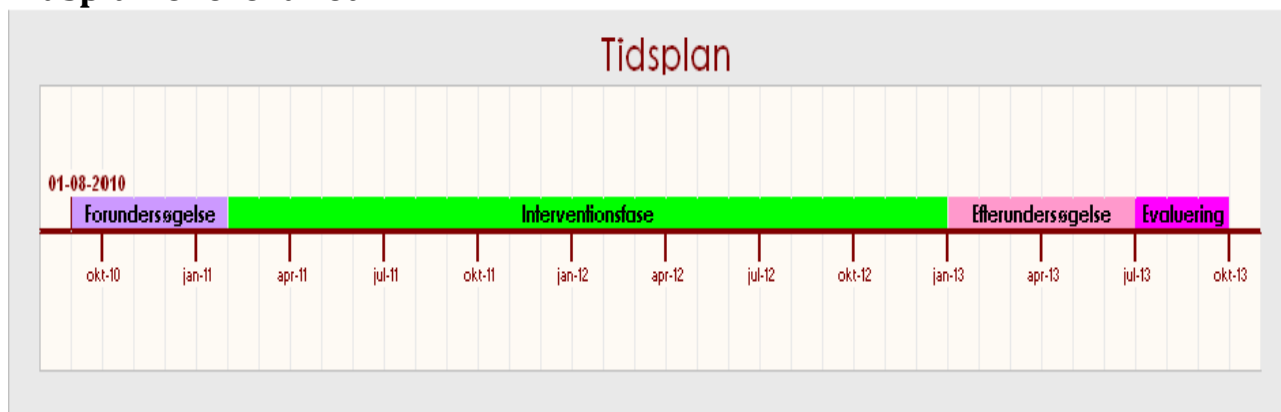 Tidsplan
01-08-2010
Forundersøgelse Interventionsfase Efterundersøgelse Evaluering
okt-10 jan-11 apr-11 jul-11 okt-11 jan-12 apr-12 jul-12 okt-12 jan-13 apr-13 jul-13 okt-13